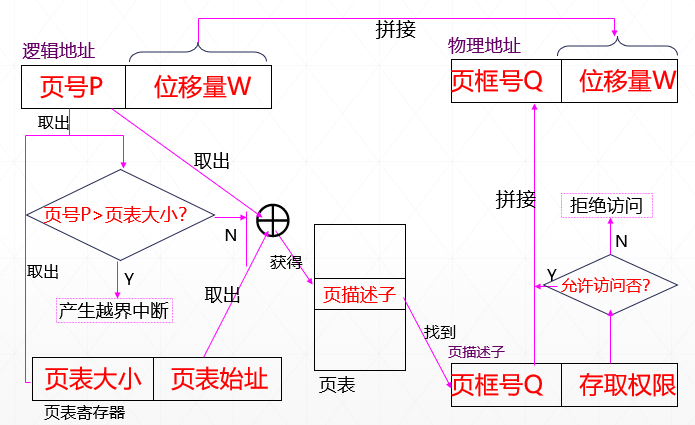 拼接
逻辑地址
物理地址
页号P
位移量W
页框号Q
位移量W
取出
取出
拼接
拒绝访问
页号P>页表大小?
N
N
取出
获得
Y
Y
允许访问否?
取出
页描述子
产生越界中断
找到
页描述子
页表大小
页表始址
页表
页框号Q
存取权限
页表寄存器